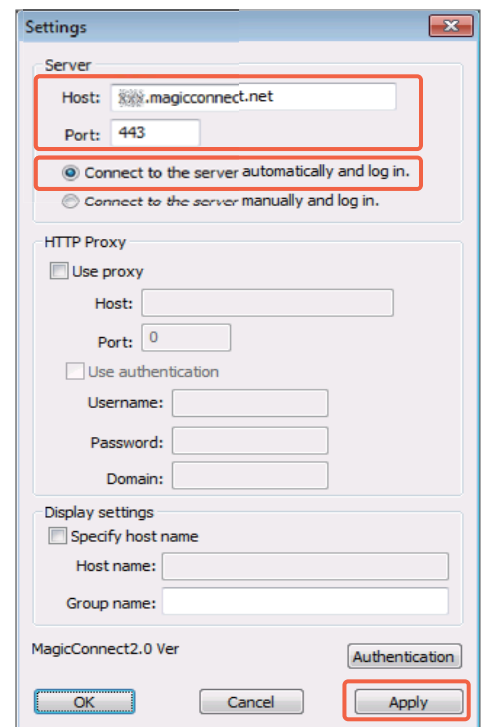 Settings
Server
Host: .magicconnect.net
Port: 443
Connect to the server automatically and log in.
Connect to the server manually and log in.
HTTP Proxy
Use proxy
Host:
Port: 0
Use authentication
Username:
Password:
Domain:
Display settings
Specify host name
Host name:
Group name:
MagicConnect2.0 Ver
Authentication
OK Cancel Apply